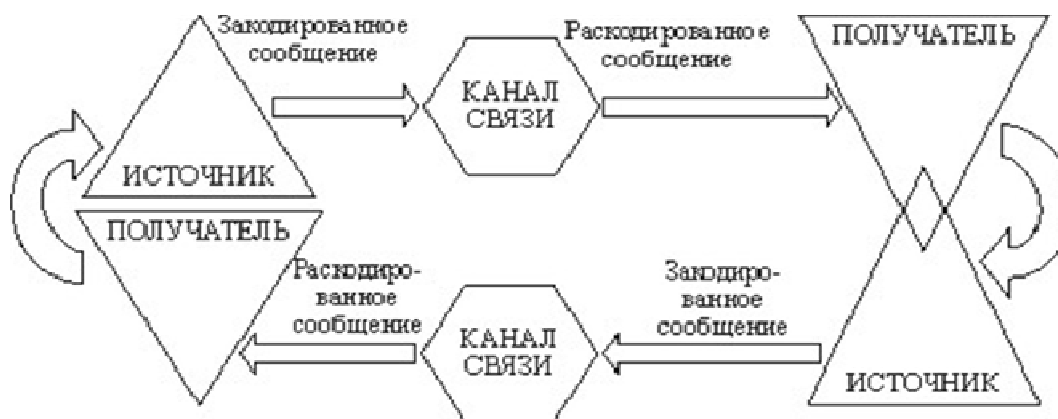 Закодированное
сообщение
КАНАЛ
СВЯЗИ
Раскодированное
сообщение
ПОЛУЧАТЕЛЬ
ИСТОЧНИК
ПОЛУЧАТЕЛЬ
Раскодиро-
ванное
сообщение
КАНАЛ
СВЯЗИ
Закодиро-
ванное
сообщение
ИСТОЧНИК